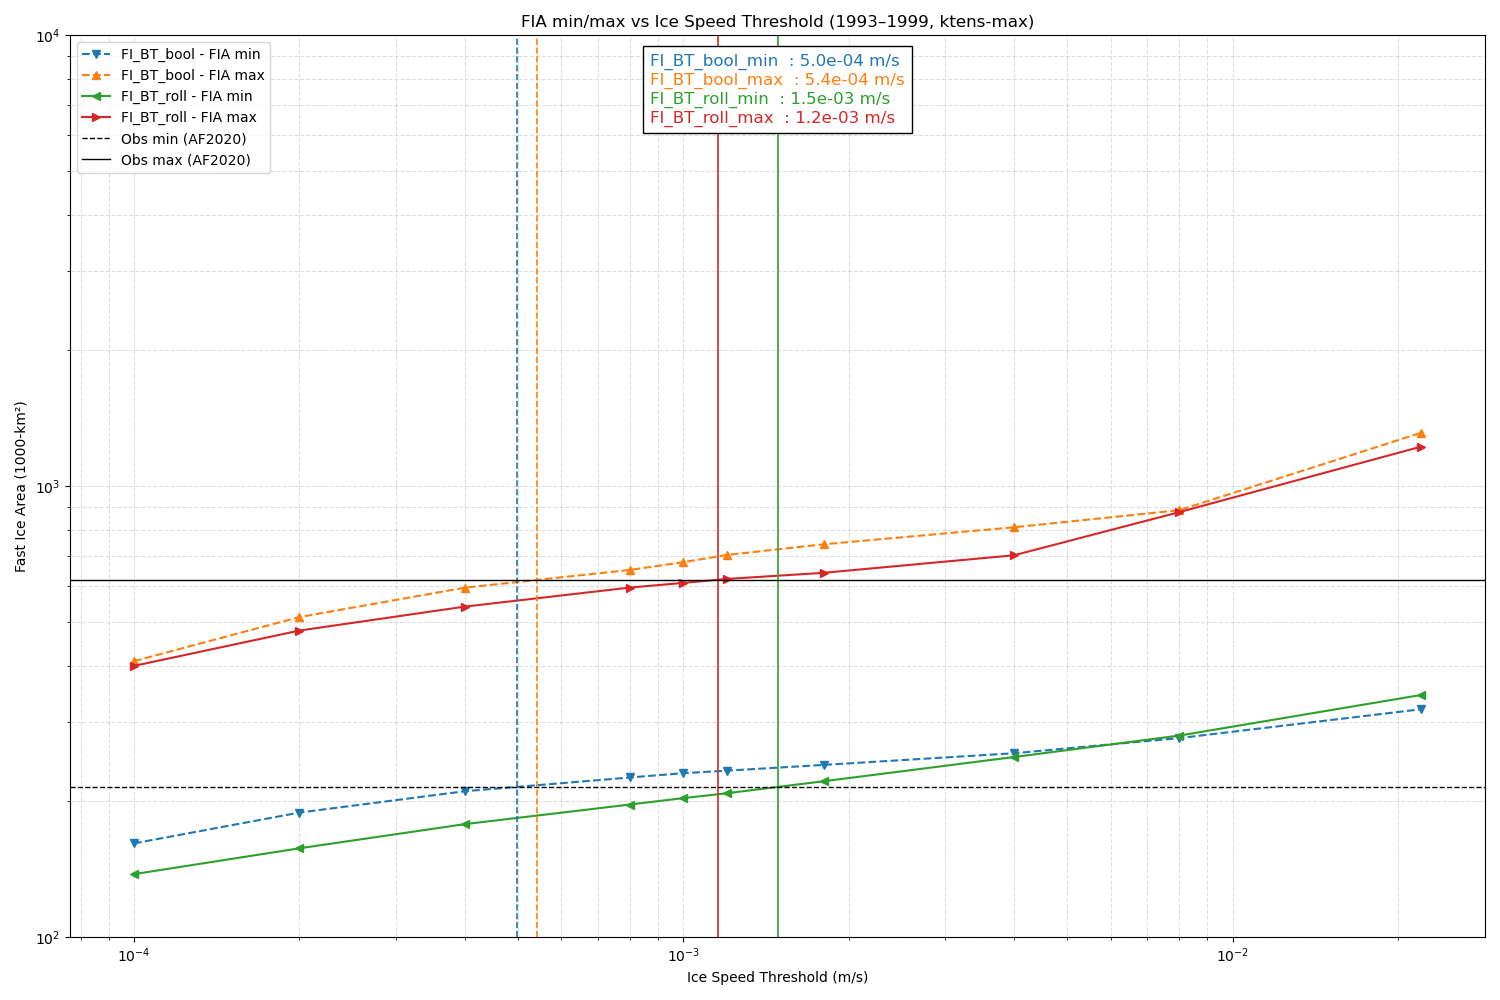 FIA min/max vs Ice Speed Threshold (1993–1999, ktens-max)
FI_BT_bool - FIA min
FI_BT_bool - FIA max
FI_BT_roll - FIA min
FI_BT_roll - FIA max
Obs min (AF2020)
Obs max (AF2020)
FI_BT_bool_min : 5.0e-04 m/s
FI_BT_bool_max : 5.4e-04 m/s
FI_BT_roll_min : 1.5e-03 m/s
FI_BT_roll_max : 1.2e-03 m/s
Fast Ice Area (1000-km²)
10⁴
10³
10²
10⁻⁴ 10⁻³ 10⁻²
Ice Speed Threshold (m/s)